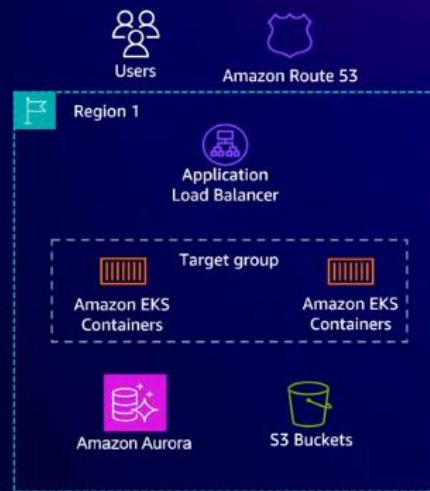 Users
Amazon Route 53
Region 1
Application
Load Balancer
Target group
Amazon EKS
Containers
Amazon EKS
Containers
Amazon Aurora
S3 Buckets